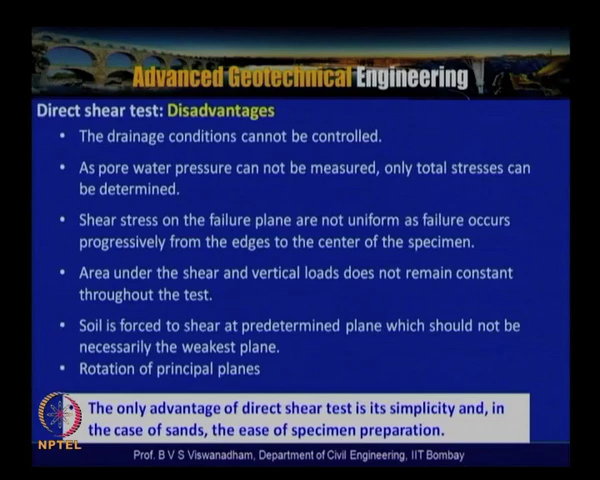 Advanced Geotechnical Engineering
Direct shear test: Disadvantages
• The drainage conditions cannot be controlled.
• As pore water pressure can not be measured, only total stresses can
be determined.
• Shear stress on the failure plane are not uniform as failure occurs
progressively from the edges to the center of the specimen.
• Area under the shear and vertical loads does not remain constant
throughout the test.
• Soil is forced to shear at predetermined plane which should not be
necessarily the weakest plane.
• Rotation of principal planes
The only advantage of direct shear test is its simplicity and, in
the case of sands, the ease of specimen preparation.
NPTEL
Prof. B V S Viswanadham, Department of Civil Engineering, IIT Bombay